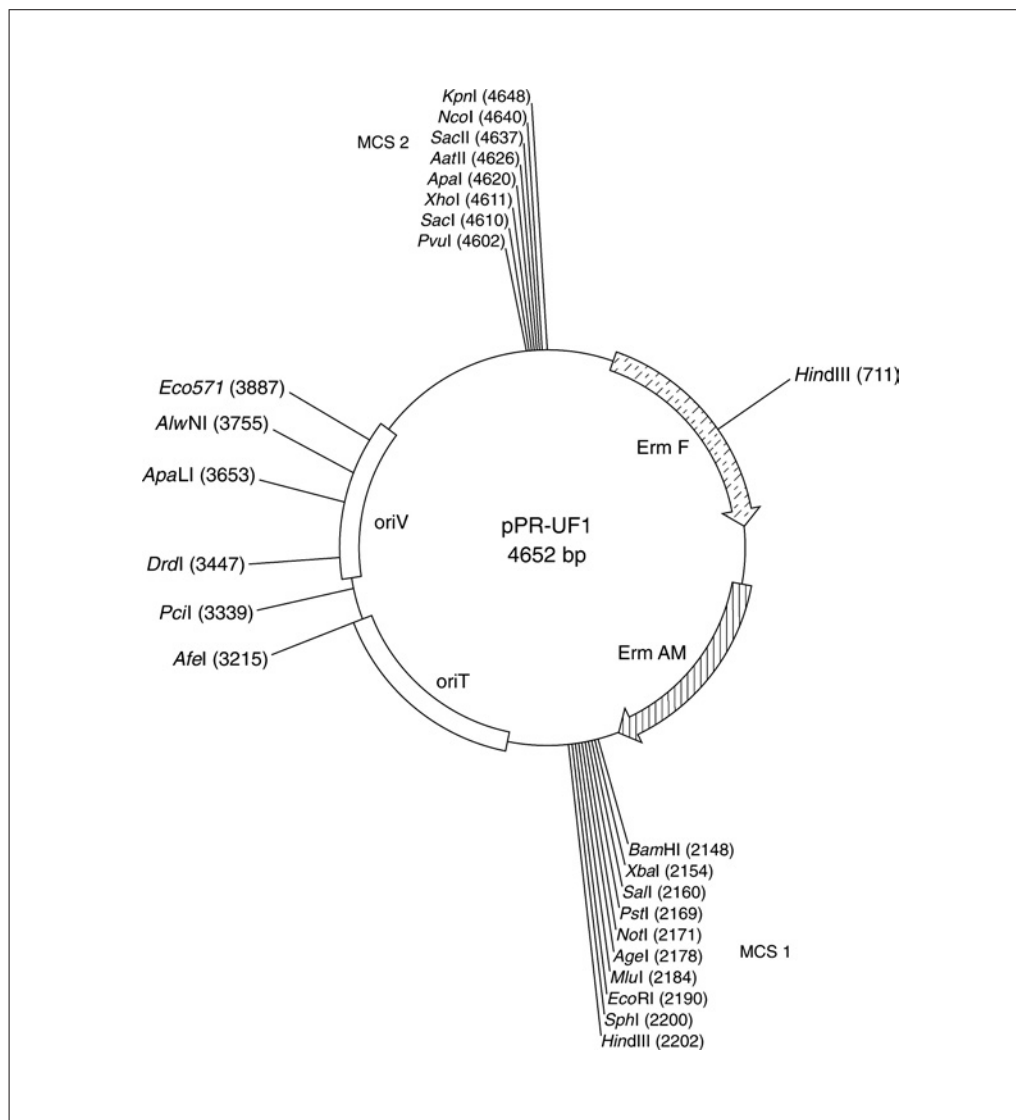 KpnI (4648)
NcoI (4640)
MCS 2
SacII (4637)
AatII (4626)
ApaI (4620)
XhoI (4611)
SacI (4610)
PvuI (4602)
HindIII (711)
Eco571 (3887)
AlwNI (3755)
ApaLI (3653)
DrdI (3447)
PciI (3339)
AfeI (3215)
Erm F
oriV
pPR-UF1
4652 bp
Erm AM
oriT
BamHI (2148)
XbaI (2154)
SalI (2160)
PstI (2169)
NotI (2171)
AgeI (2178)
MCS 1
MluI (2184)
EcoRI (2190)
SphI (2200)
HindIII (2202)